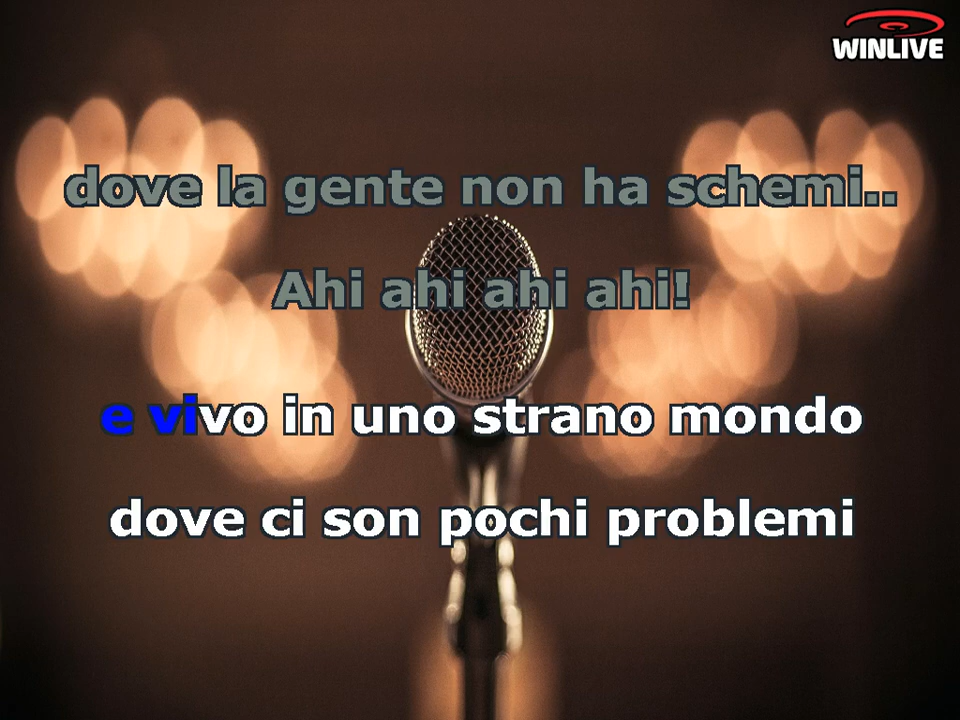 WINLIVE
dove la gente non ha schemi..
Ahi ahi ahi ahi!
e vivo in uno strano mondo
dove ci son pochi problemi